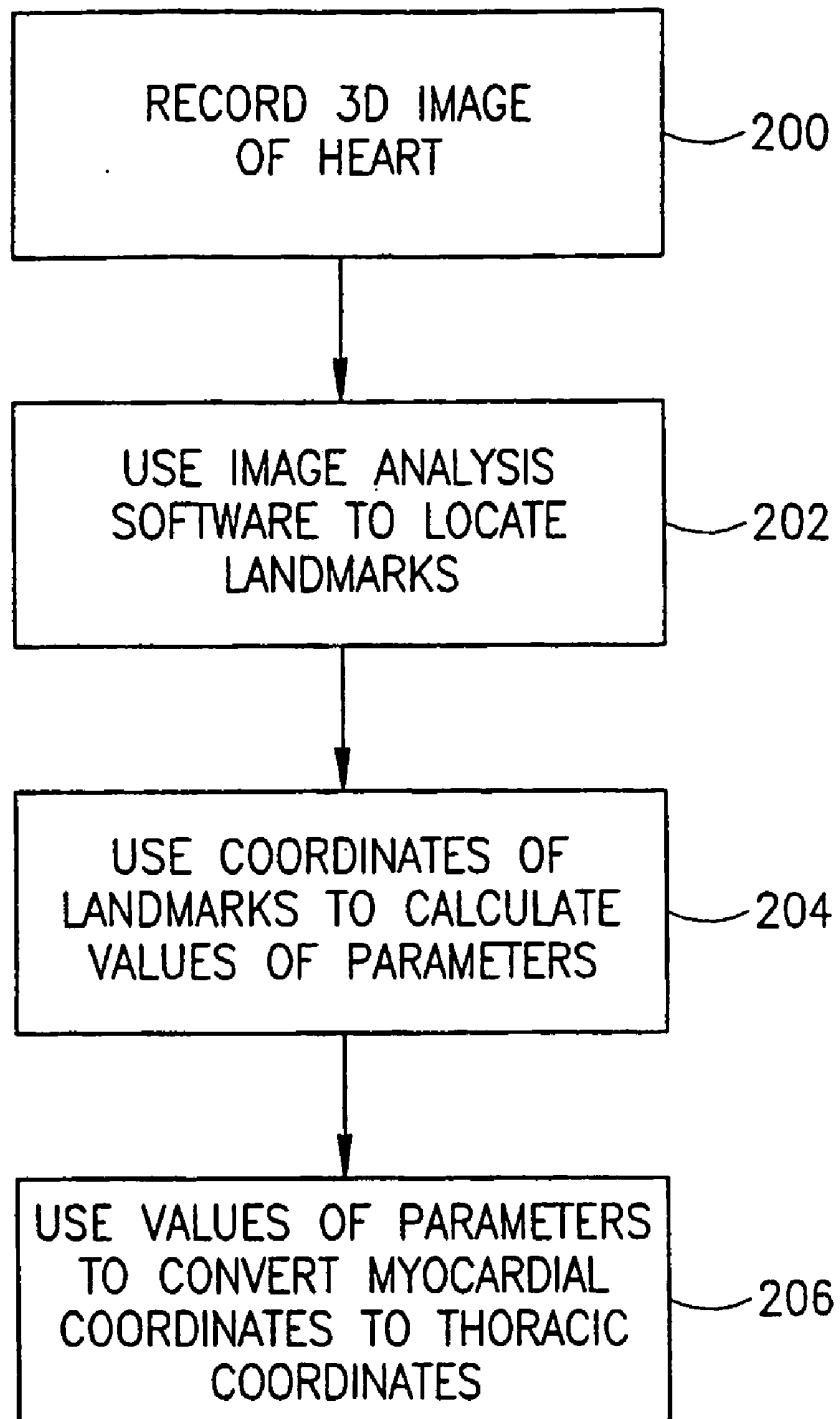 RECORD 3D IMAGE
OF HEART
200
USE IMAGE ANALYSIS
SOFTWARE TO LOCATE
LANDMARKS
202
USE COORDINATES OF
LANDMARKS TO CALCULATE
VALUES OF PARAMETERS
204
USE VALUES OF PARAMETERS
TO CONVERT MYOCARDIAL
COORDINATES TO THORACIC
COORDINATES
206